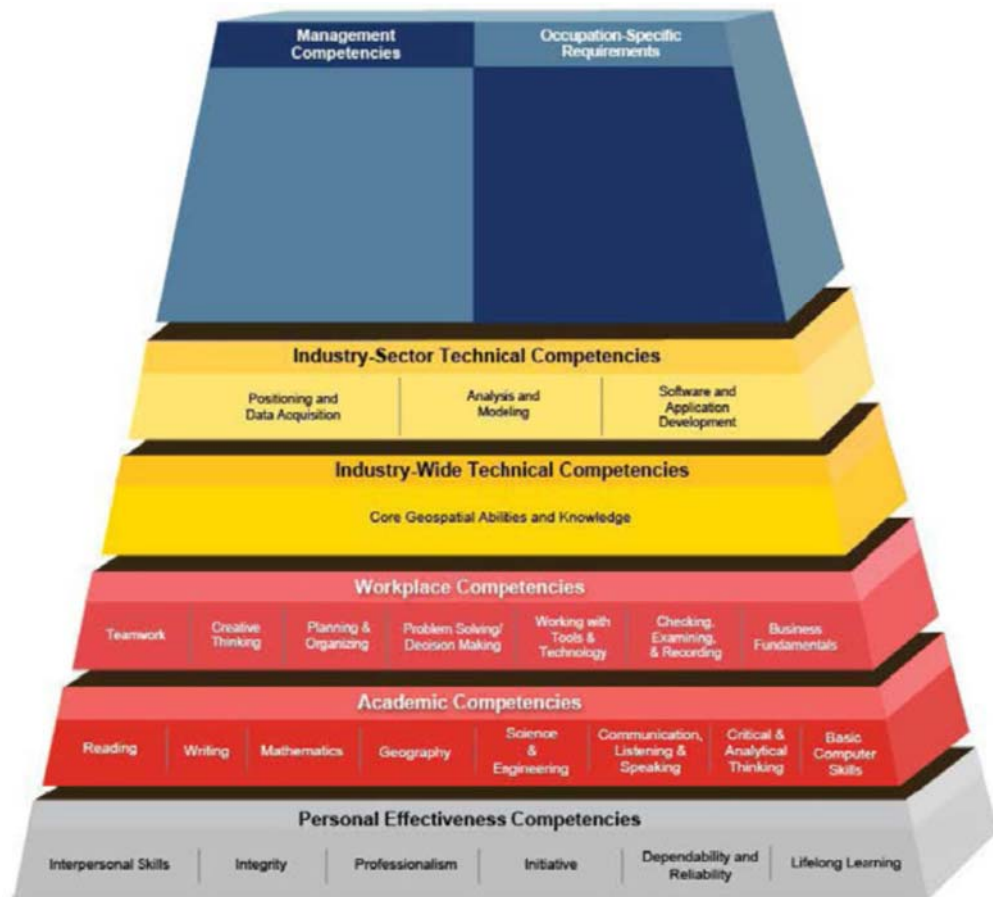 Management
Competencies
Occupation-Specific
Requirements
Industry-Sector Technical Competencies
Positioning and
Data Acquisition
Analysis and
Modeling
Software and
Application
Development
Industry-Wide Technical Competencies
Core Geospatial Abilities and Knowledge
Workplace Competencies
Teamwork
Creative
Thinking
Planning &
Organizing
Problem Solving/
Decision Making
Working with
Tools &
Technology
Checking,
Examining,
& Recording
Business
Fundamentals
Academic Competencies
Reading
Writing
Mathematics
Geography
Science
&
Engineering
Communication,
Listening &
Speaking
Critical &
Analytical
Thinking
Basic
Computer
Skills
Personal Effectiveness Competencies
Interpersonal Skills
Integrity
Professionalism
Initiative
Dependability and
Reliability
Lifelong Learning